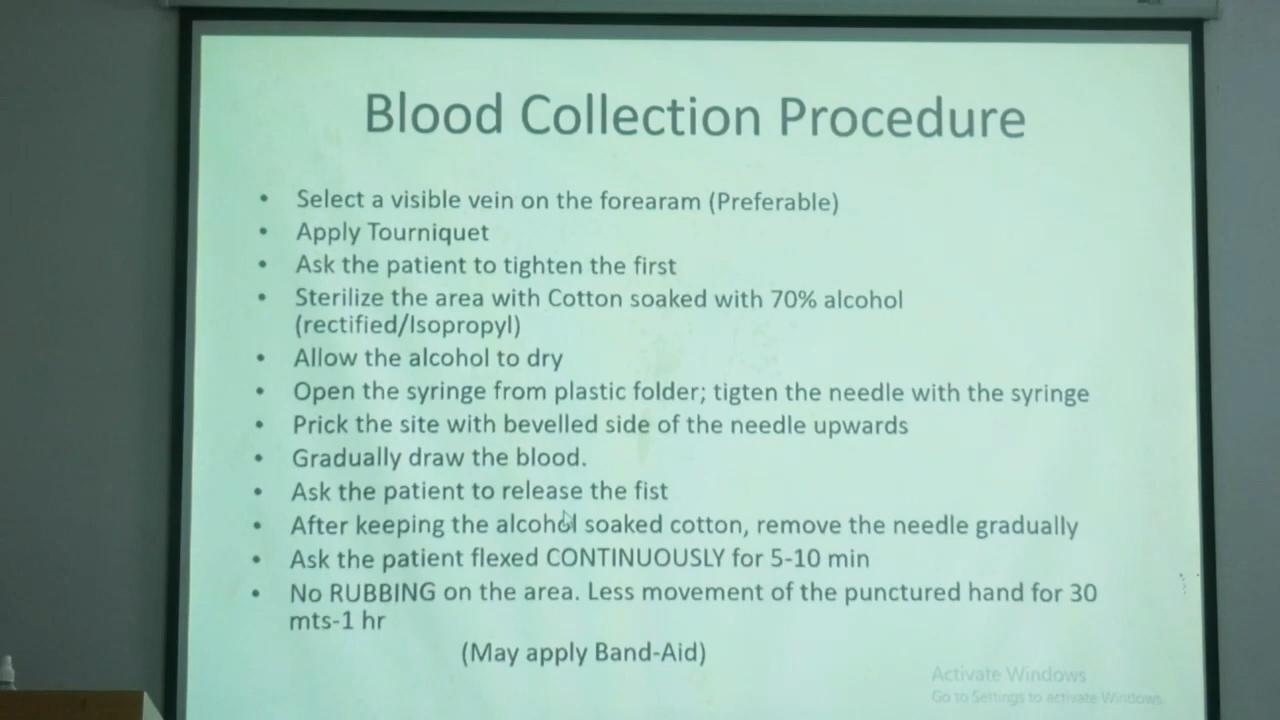 Blood Collection Procedure
• Select a visible vein on the forearam (Preferable)
• Apply Tourniquet
• Ask the patient to tighten the first
• Sterilize the area with Cotton soaked with 70% alcohol
(rectified/Isopropyl)
• Allow the alcohol to dry
• Open the syringe from plastic folder; tigten the needle with the syringe
• Prick the site with bevelled side of the needle upwards
• Gradually draw the blood.
• Ask the patient to release the fist
• After keeping the alcohol soaked cotton, remove the needle gradually
• Ask the patient flexed CONTINUOUSLY for 5-10 min
• No RUBBING on the area. Less movement of the punctured hand for 30
mts-1 hr
(May apply Band-Aid)
Activate Windows
Go to Settings to activate Windows.